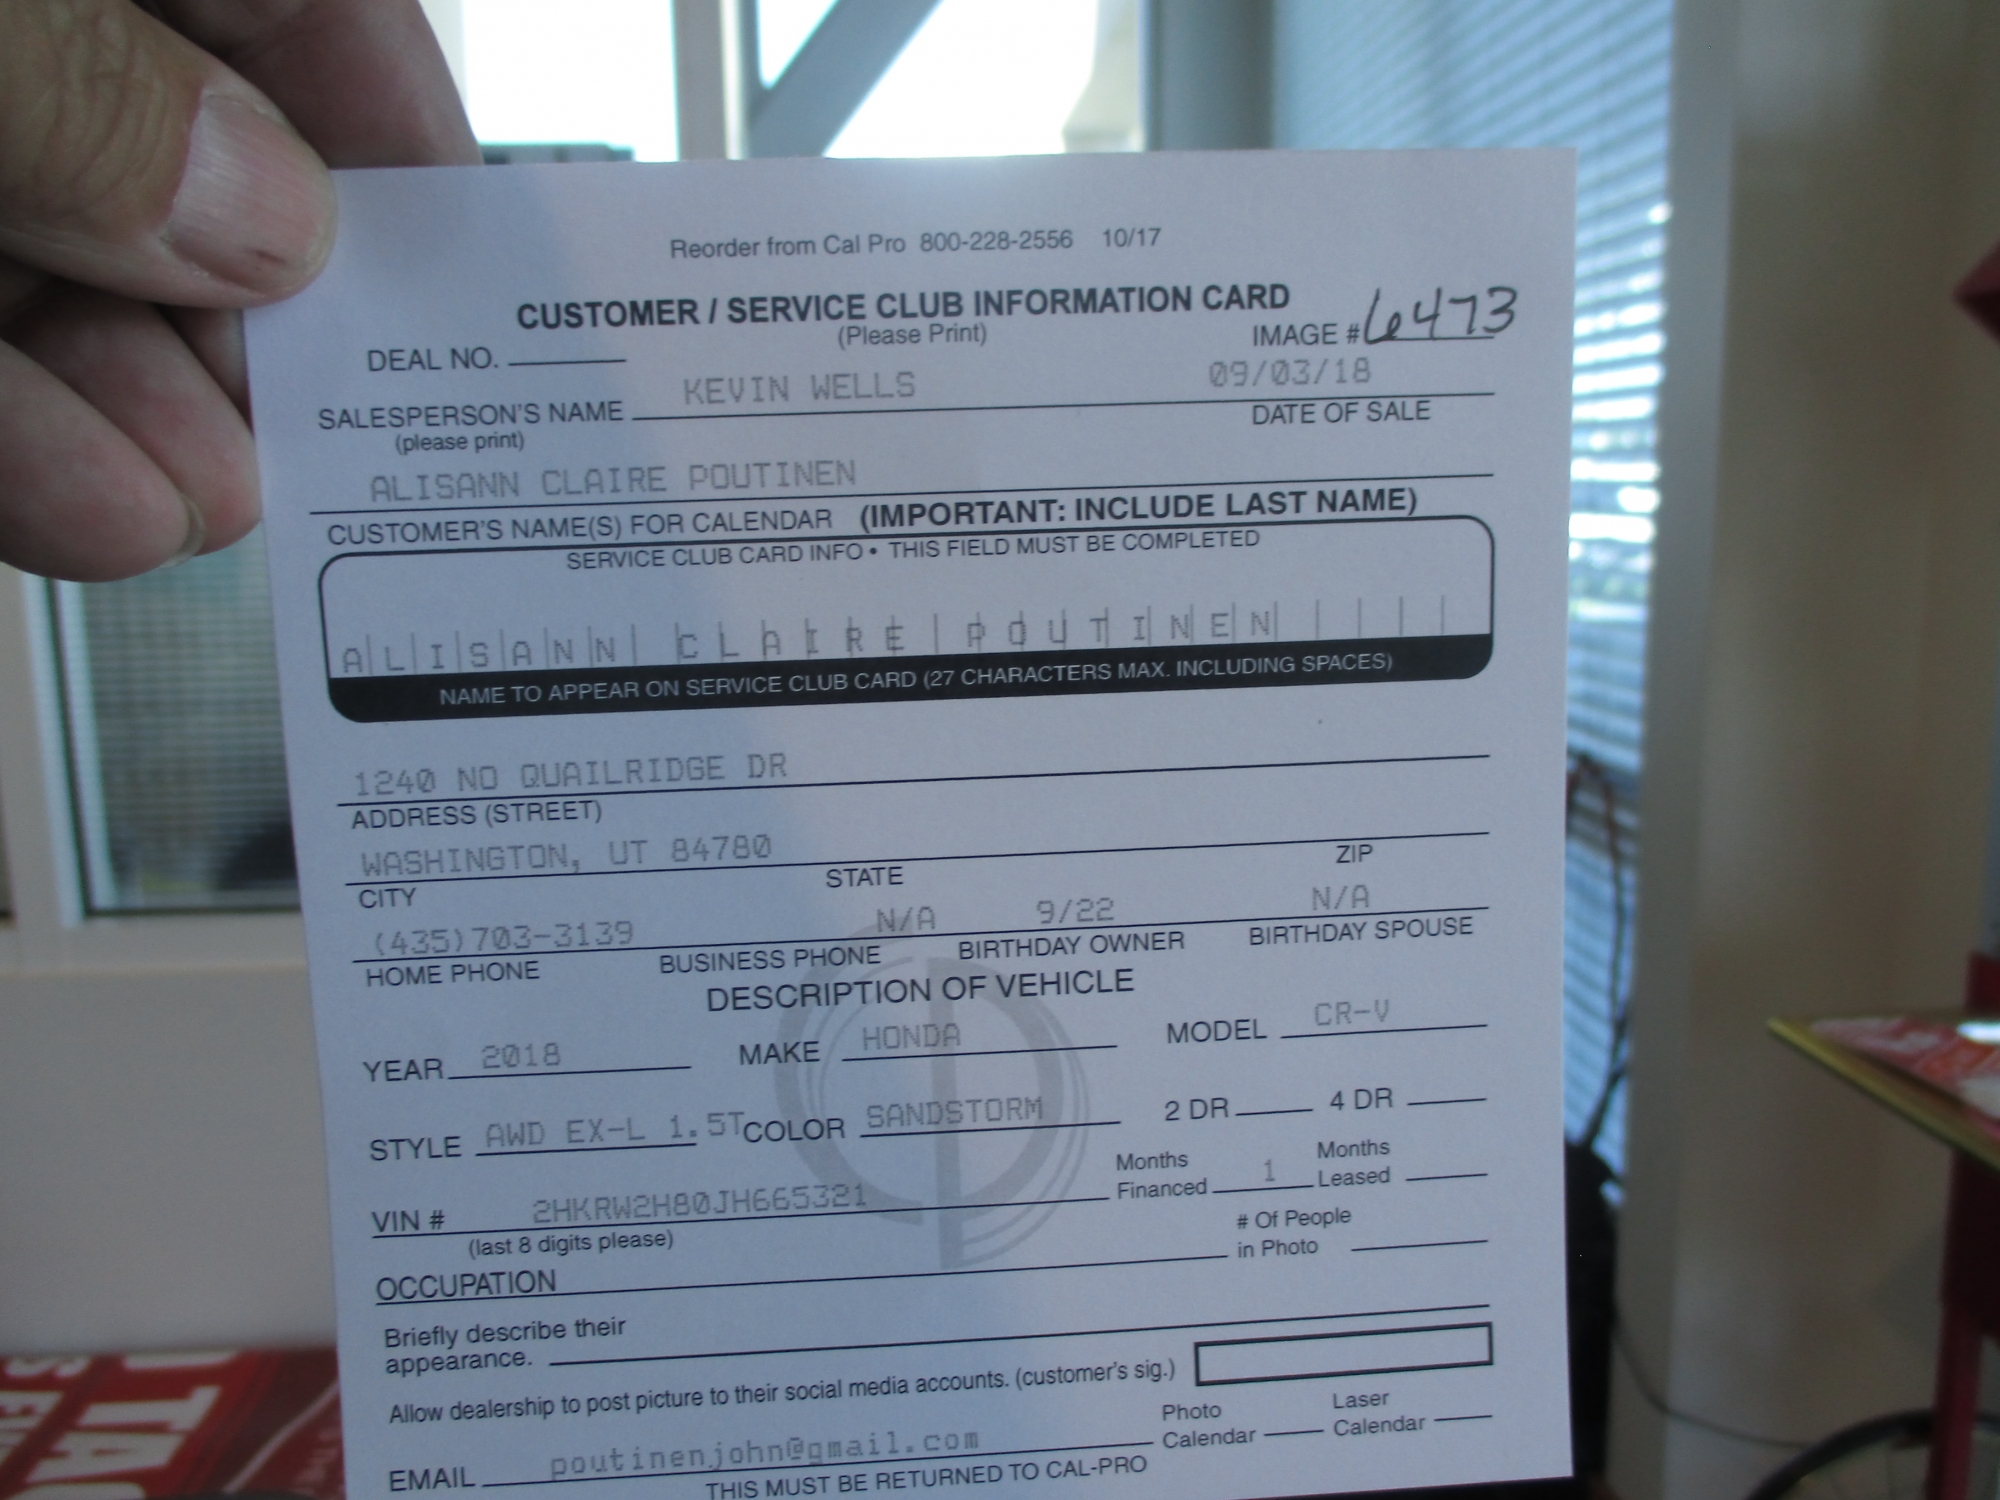 Reorder from Cal Pro 800-228-2556 10/17
CUSTOMER / SERVICE CLUB INFORMATION CARD
(Please Print)
IMAGE # 6473
DEAL NO.
KEVIN WELLS 09/03/18
SALESPERSON'S NAME DATE OF SALE
(please print)
ALISANN CLAIRE POUTINEN
CUSTOMER'S NAME(S) FOR CALENDAR (IMPORTANT: INCLUDE LAST NAME)
SERVICE CLUB CARD INFO • THIS FIELD MUST BE COMPLETED
ALISANN CLAIRE POUTINEN
NAME TO APPEAR ON SERVICE CLUB CARD (27 CHARACTERS MAX. INCLUDING SPACES)
1240 NO QUAILRIDGE DR
ADDRESS (STREET)
WASHINGTON, UT 84780
CITY STATE ZIP
(435)703-3139 N/A 9/22 N/A
HOME PHONE BUSINESS PHONE BIRTHDAY OWNER BIRTHDAY SPOUSE
DESCRIPTION OF VEHICLE
YEAR 2018 MAKE HONDA MODEL CR-V
STYLE AWD EX-L 1.5T COLOR SANDSTORM 2 DR 4 DR
VIN # 2HKRW2H80JH665321 Months Financed 1 Months Leased
(last 8 digits please)
OCCUPATION # Of People in Photo
Briefly describe their
appearance.
Allow dealership to post picture to their social media accounts. (customer's sig.)
EMAIL poutinenjohn@gmail.com Photo Calendar Laser Calendar
THIS MUST BE RETURNED TO CAL-PRO